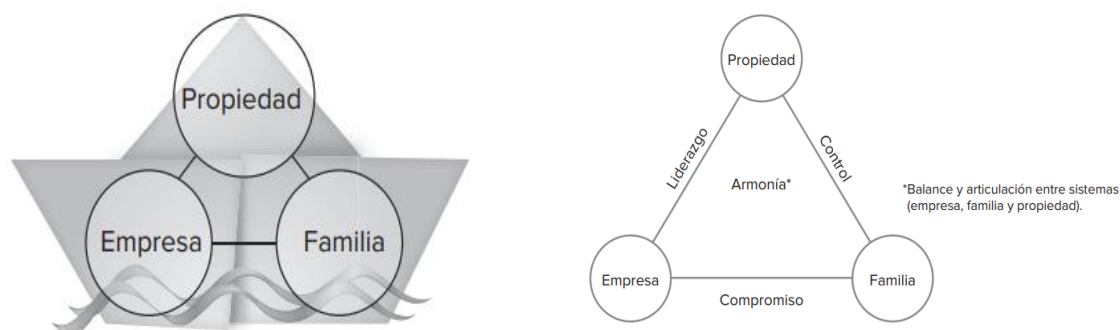 Propiedad
Empresa
Familia
Propiedad
Liderazgo
Control
Armonía*
*Balance y articulación entre sistemas
(empresa, familia y propiedad).
Empresa
Familia
Compromiso